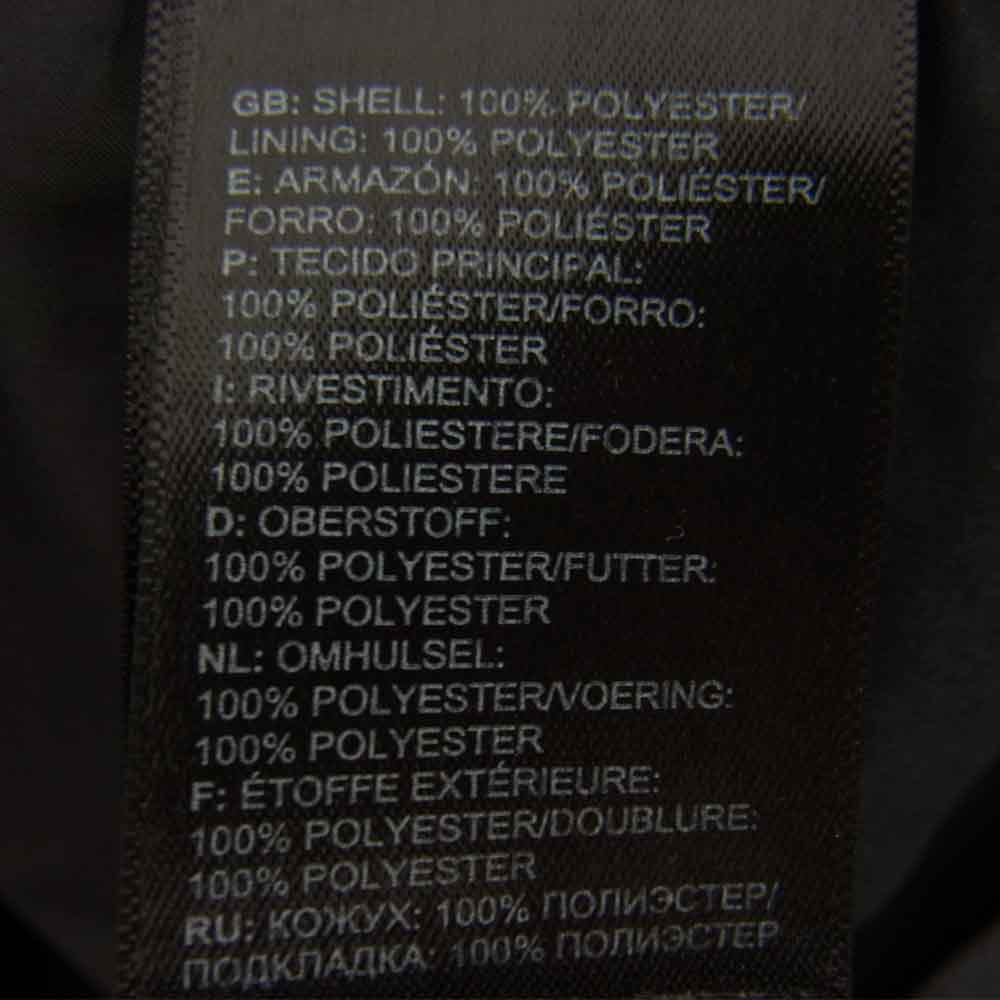 GB: SHELL: 100% POLYESTER/
LINING: 100% POLYESTER
E: ARMAZÓN: 100% POLIÉSTER/
FORRO: 100% POLIÉSTER
P: TECIDO PRINCIPAL:
100% POLIÉSTER/FORRO:
100% POLIÉSTER
I: RIVESTIMENTO:
100% POLIESTERE/FODERA:
100% POLIESTERE
D: OBERSTOFF:
100% POLYESTER/FUTTER:
100% POLYESTER
NL: OMHULSEL:
100% POLYESTER/VOERING:
100% POLYESTER
F: ÉTOFFE EXTÉRIEURE:
100% POLYESTER/DOUBLURE:
100% POLYESTER
RU: КОЖУХ: 100% ПОЛИЭСТЕР/
ПОДКЛАДКА: 100% ПОЛИЭСТЕР